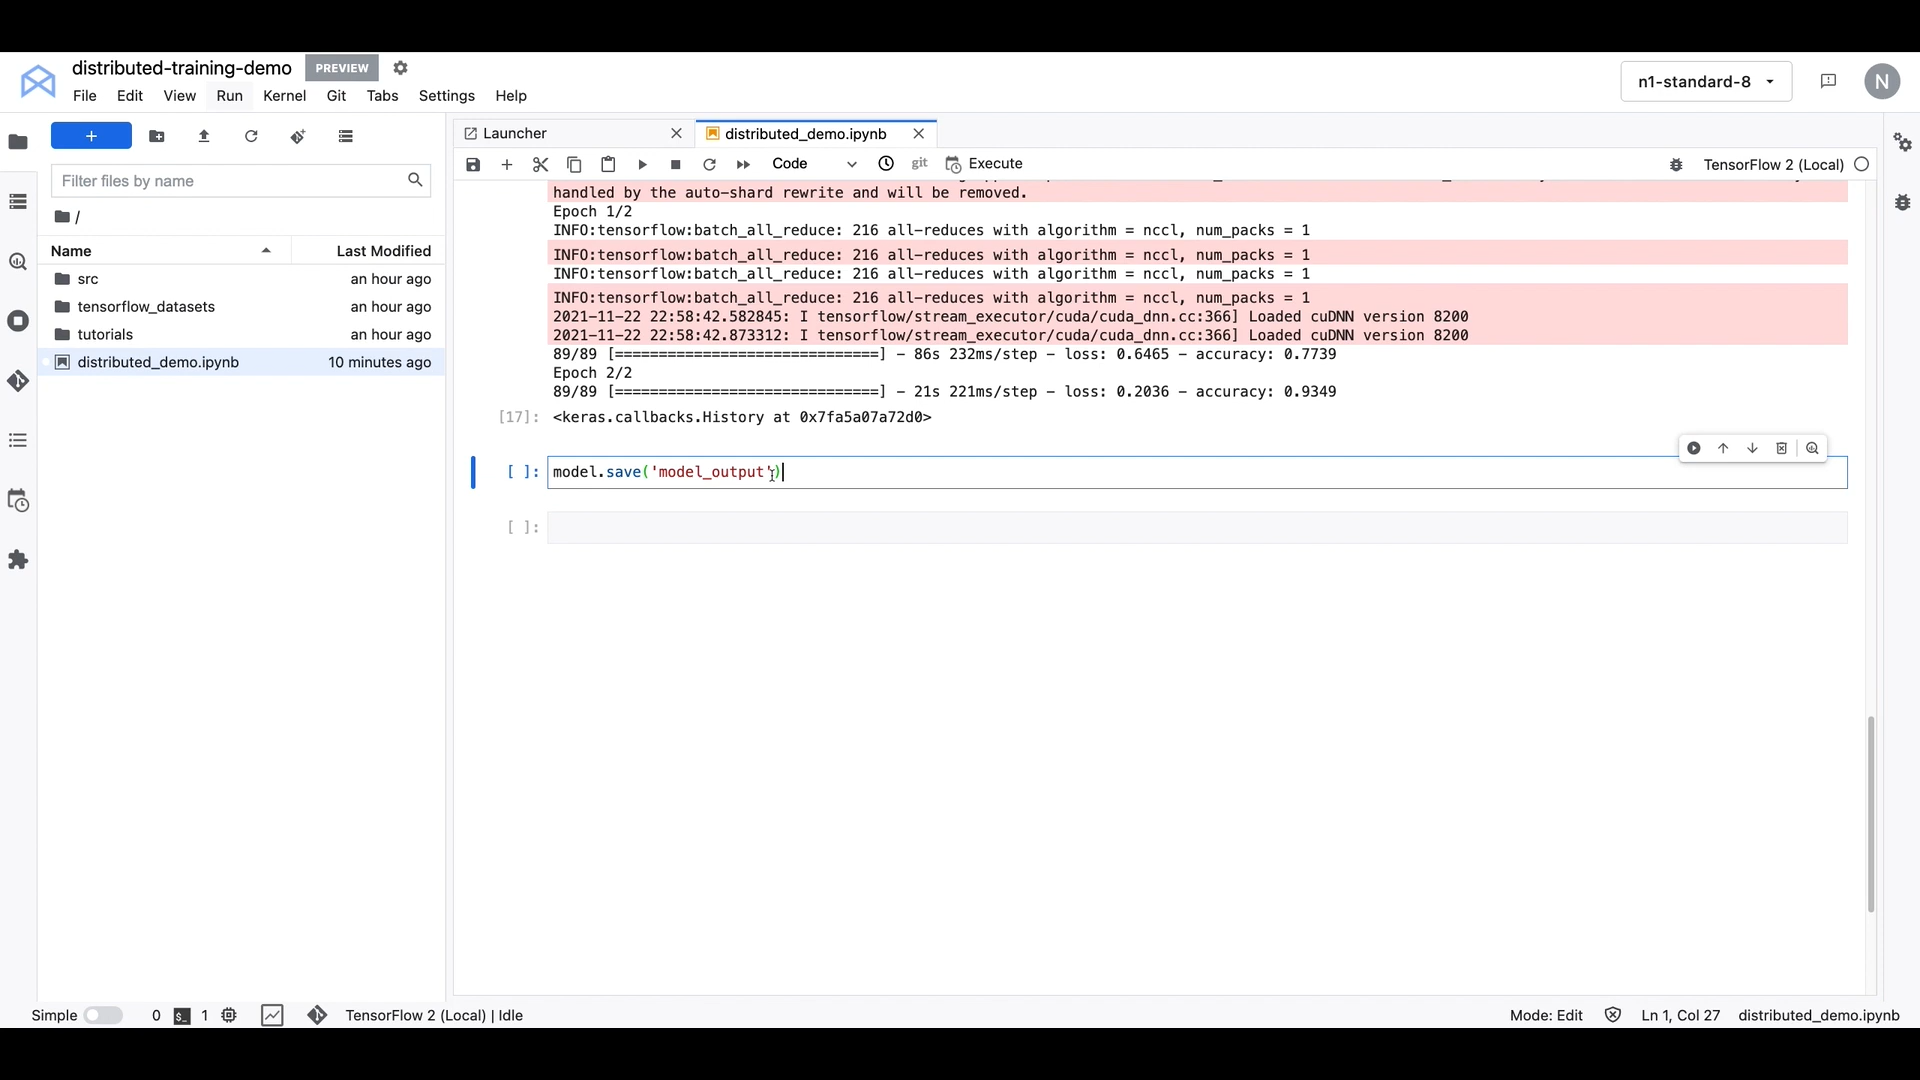 distributed-training-demo PREVIEW
n1-standard-8
N
File Edit View Run Kernel Git Tabs Settings Help
+
Launcher
distributed_demo.ipynb
Filter files by name
Code
git
Execute
TensorFlow 2 (Local)
/
Name Last Modified
src an hour ago
tensorflow_datasets an hour ago
tutorials an hour ago
distributed_demo.ipynb 10 minutes ago
handled by the auto-shard rewrite and will be removed.
Epoch 1/2
INFO:tensorflow:batch_all_reduce: 216 all-reduces with algorithm = nccl, num_packs = 1
INFO:tensorflow:batch_all_reduce: 216 all-reduces with algorithm = nccl, num_packs = 1
INFO:tensorflow:batch_all_reduce: 216 all-reduces with algorithm = nccl, num_packs = 1
INFO:tensorflow:batch_all_reduce: 216 all-reduces with algorithm = nccl, num_packs = 1
2021-11-22 22:58:42.582845: I tensorflow/stream_executor/cuda/cuda_dnn.cc:366] Loaded cuDNN version 8200
2021-11-22 22:58:42.873312: I tensorflow/stream_executor/cuda/cuda_dnn.cc:366] Loaded cuDNN version 8200
89/89 [==============================] - 86s 232ms/step - loss: 0.6465 - accuracy: 0.7739
Epoch 2/2
89/89 [==============================] - 21s 221ms/step - loss: 0.2036 - accuracy: 0.9349
[17]: <keras.callbacks.History at 0x7fa5a07a72d0>
[ ]: model.save('model_output')
[ ]:
Simple 0 1 TensorFlow 2 (Local) | Idle
Mode: Edit Ln 1, Col 27 distributed_demo.ipynb